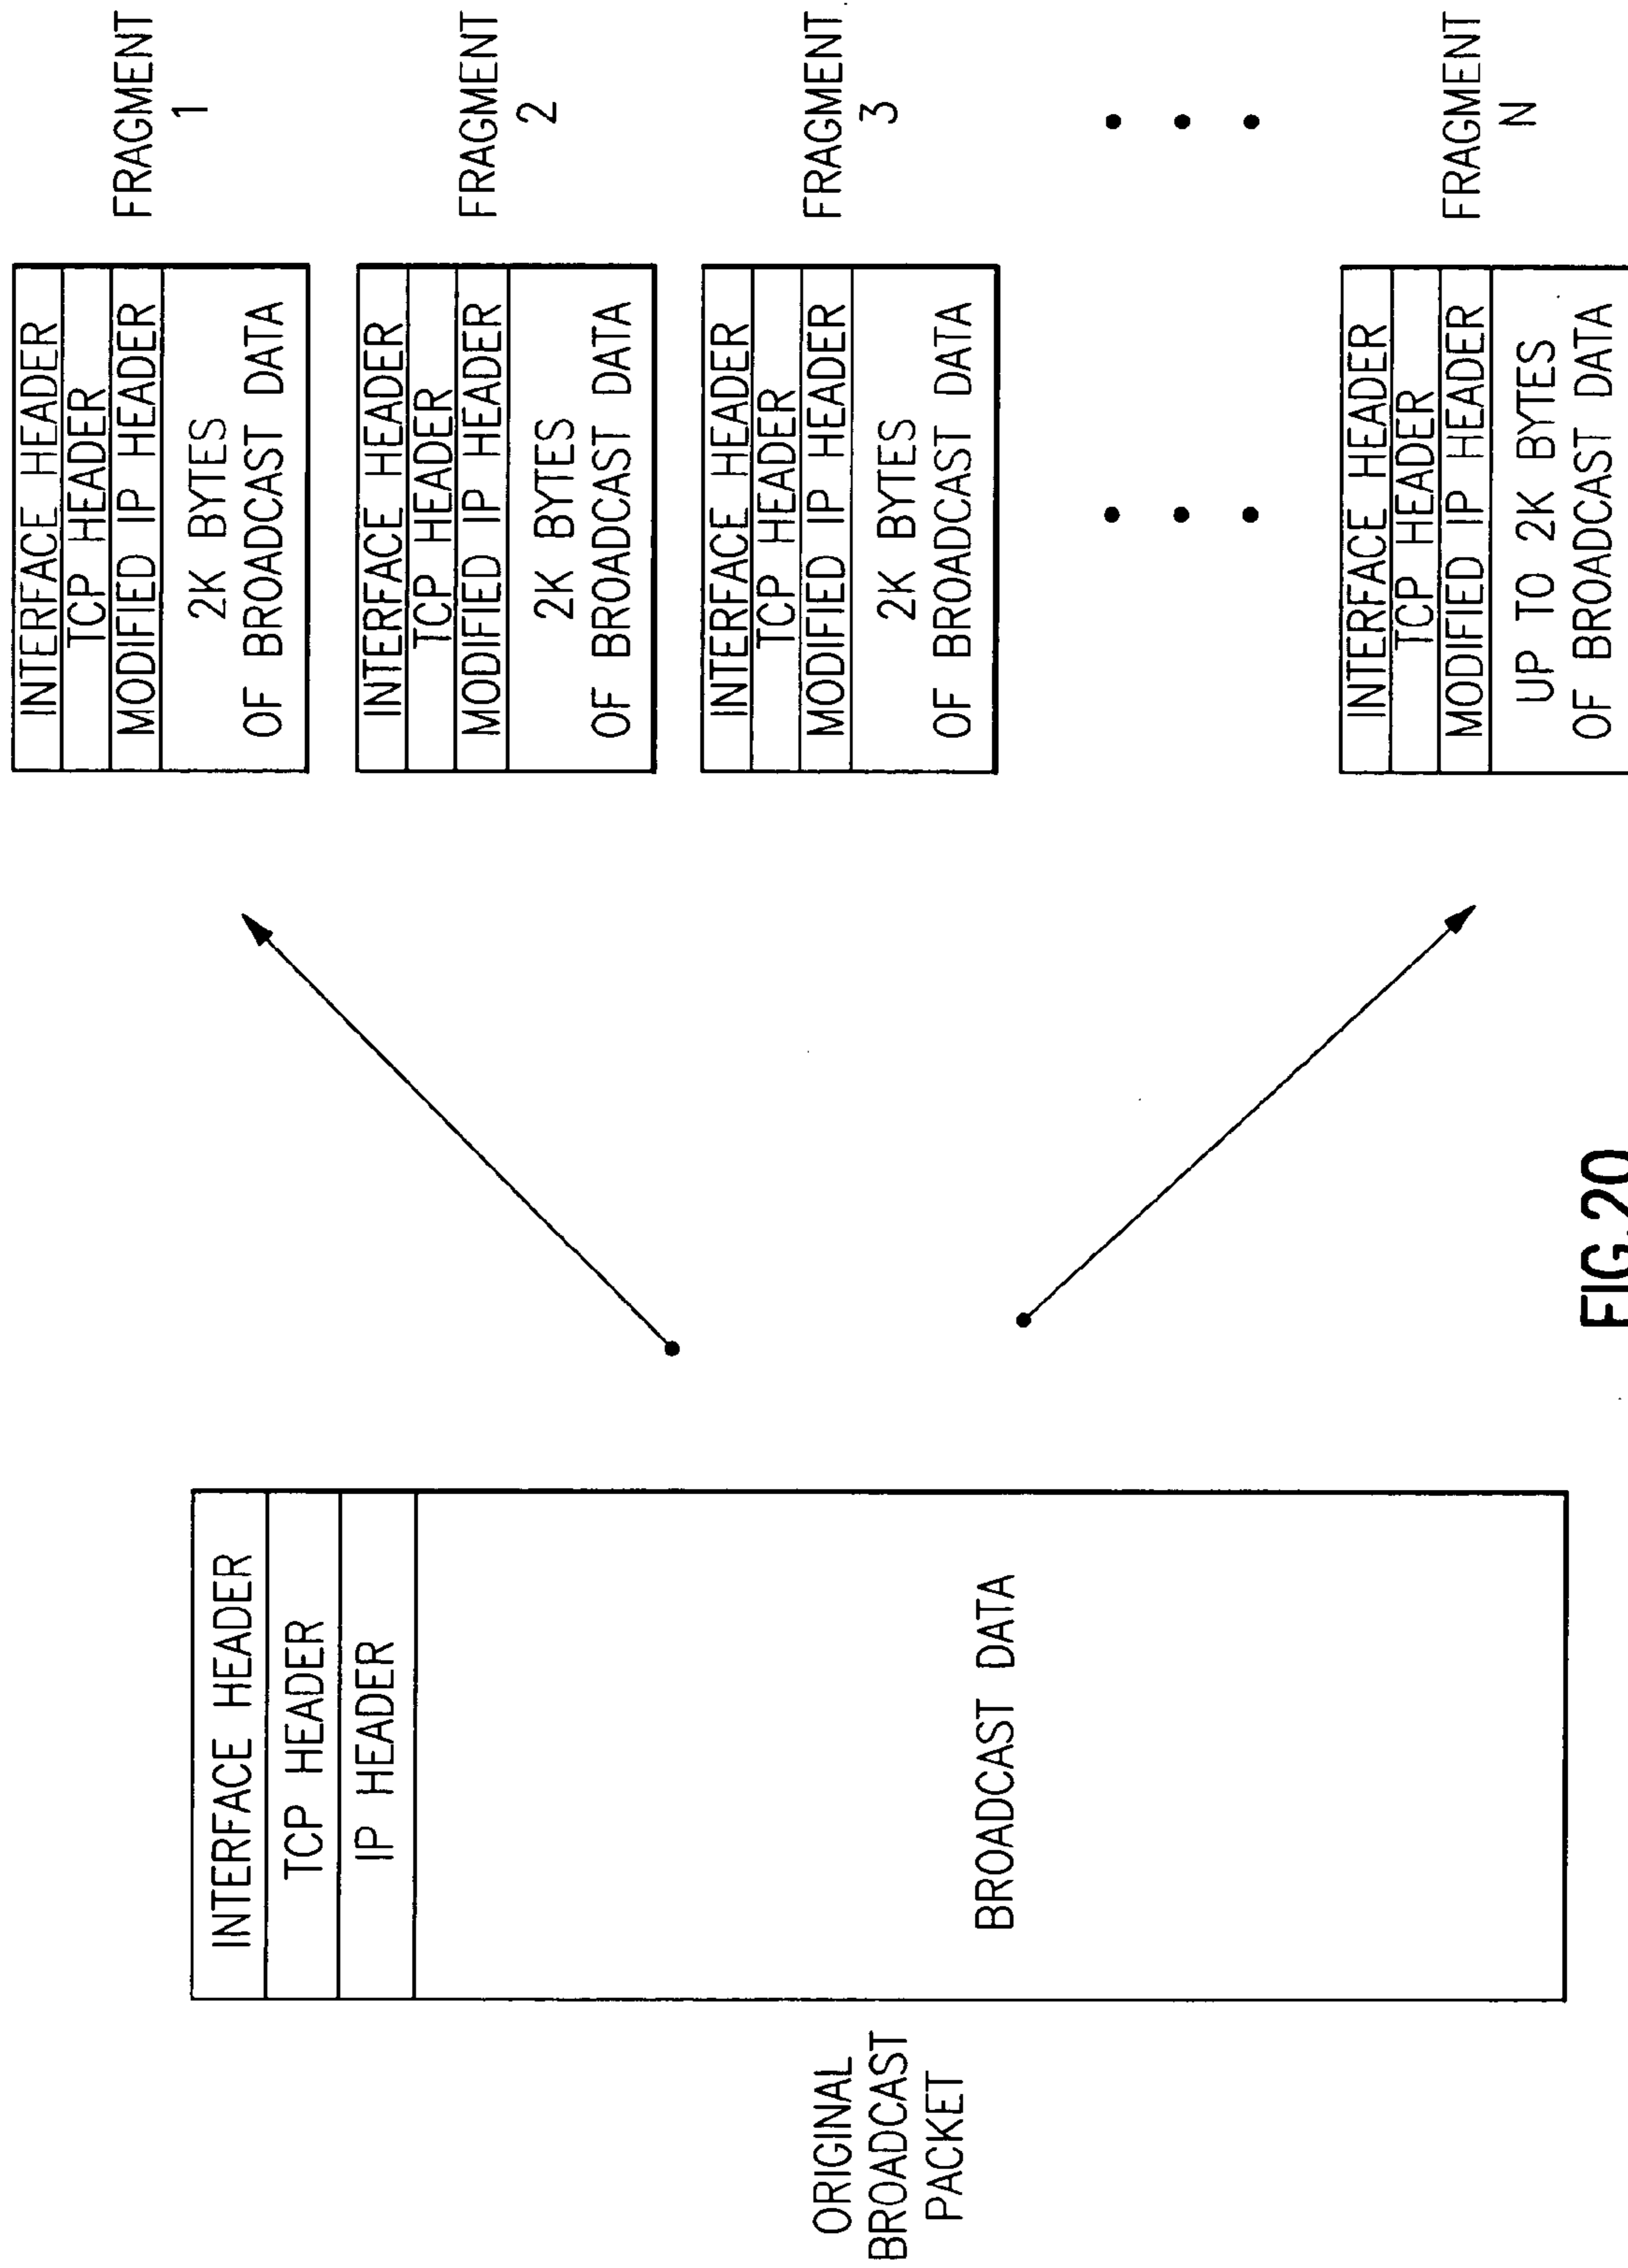 ORIGINAL
BROADCAST
PACKET
INTERFACE HEADER
TCP HEADER
IP HEADER
BROADCAST DATA
INTERFACE HEADER
TCP HEADER
MODIFIED IP HEADER
2K BYTES
OF BROADCAST DATA
FRAGMENT
1
INTERFACE HEADER
TCP HEADER
MODIFIED IP HEADER
2K BYTES
OF BROADCAST DATA
FRAGMENT
2
INTERFACE HEADER
TCP HEADER
MODIFIED IP HEADER
2K BYTES
OF BROADCAST DATA
FRAGMENT
3
INTERFACE HEADER
TCP HEADER
MODIFIED IP HEADER
UP TO 2K BYTES
OF BROADCAST DATA
FRAGMENT
N
FIG.20